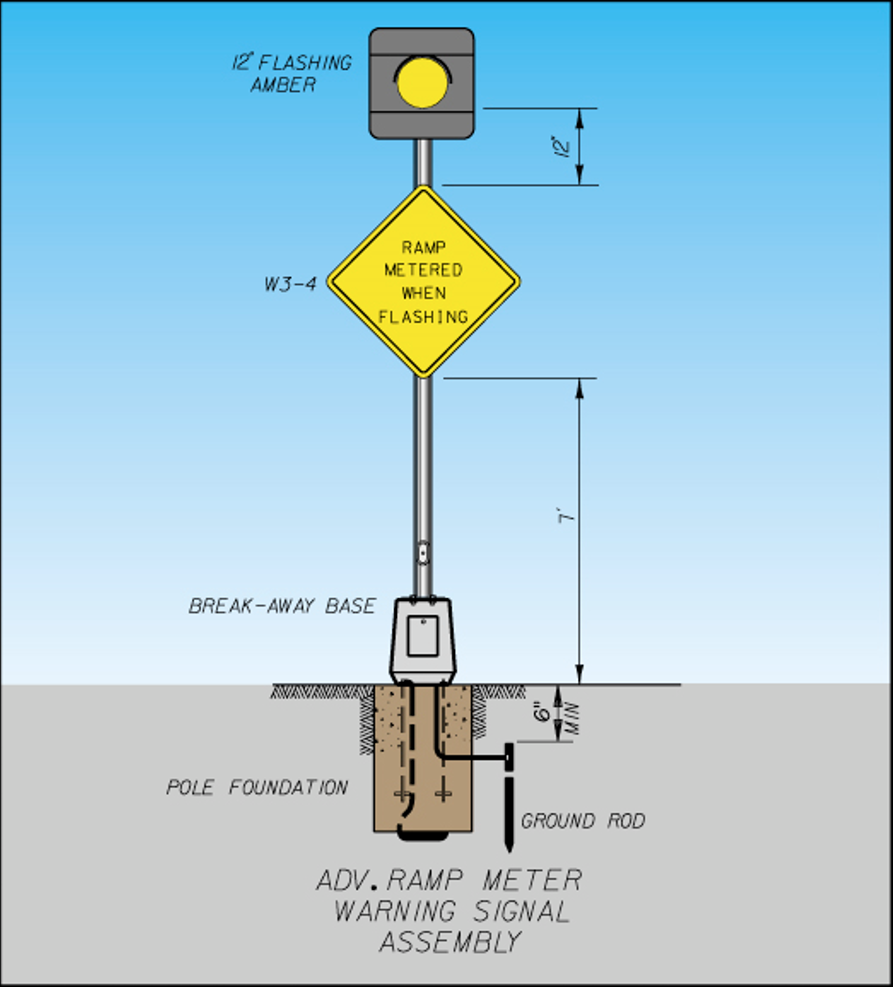 12" FLASHING
AMBER
12"
RAMP
METERED
WHEN
FLASHING
W3-4
7'
BREAK-AWAY BASE
6"
MIN
POLE FOUNDATION
GROUND ROD
ADV. RAMP METER
WARNING SIGNAL
ASSEMBLY